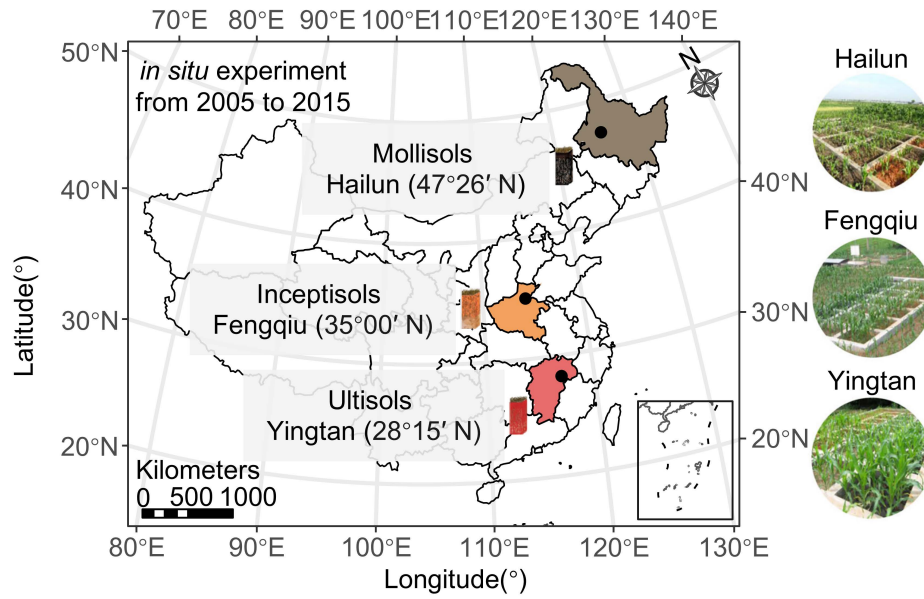 70°E 80°E 90°E 100°E 110°E 120°E 130°E 140°E
50°N
in situ experiment
from 2005 to 2015
N
Hailun
Mollisols
Hailun (47°26′ N)
40°N
40°N
Fengqiu
Inceptisols
Fengqiu (35°00′ N)
30°N
30°N
Latitude(°)
Yingtan
Ultisols
Yingtan (28°15′ N)
20°N
20°N
Kilometers
0 500 1000
80°E 90°E 100°E 110°E 120°E 130°E
Longitude(°)